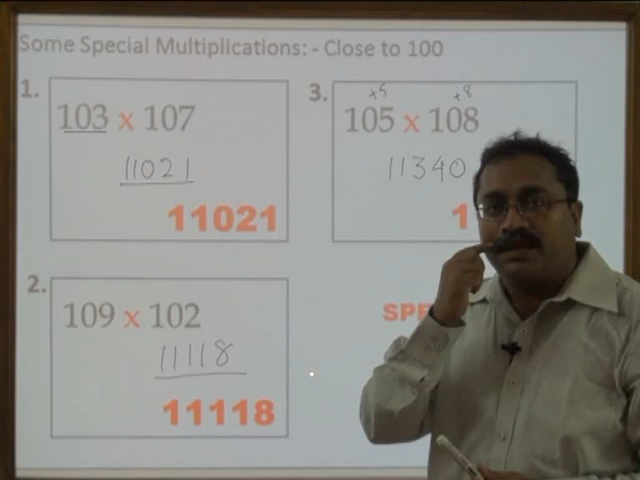 Some Special Multiplications: - Close to 100
1.
103 x 107
11021
11021
2.
109 x 102
11118
11118
3.
+5 +8
105 x 108
11340
1
SPE